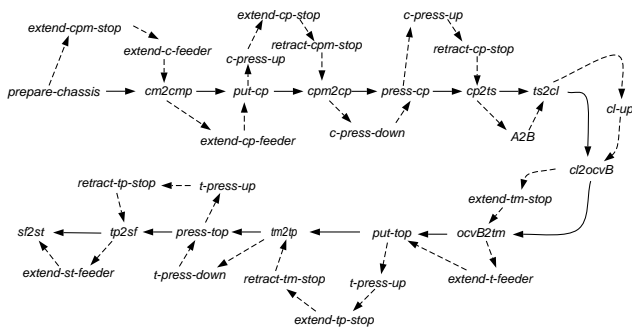 extend-cpm-stop
extend-cp-stop
c-press-up
extend-c-feeder
retract-cpm-stop
retract-cp-stop
c-press-up
prepare-chassis
cm2cmp
put-cp
cpm2cp
press-cp
cp2ts
ts2cl
cl-up
c-press-down
A2B
extend-cp-feeder
cl2ocvB
retract-tp-stop
t-press-up
extend-tm-stop
sf2st
tp2sf
press-top
tm2tp
put-top
ocvB2tm
extend-st-feeder
t-press-down
retract-tm-stop
t-press-up
extend-t-feeder
extend-tp-stop